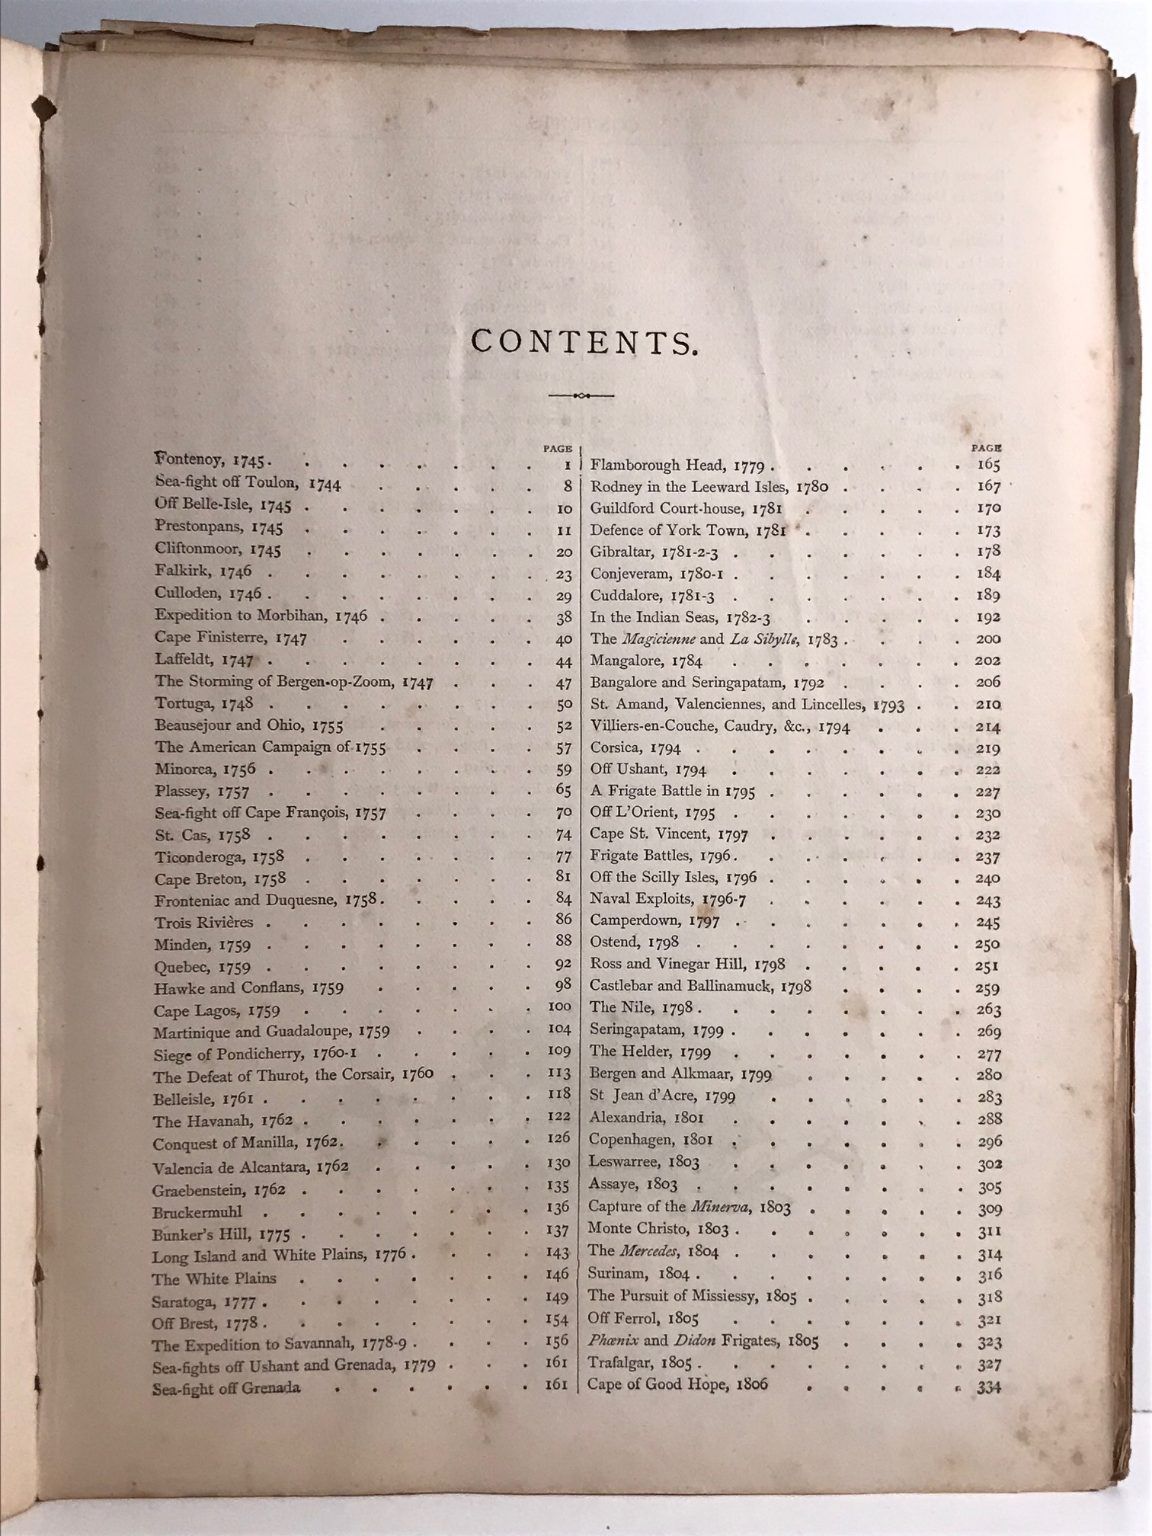 CONTENTS.
PAGE
Fontenoy, 1745 . . . . . . . . 1
Sea-fight off Toulon, 1744 . . . . . 8
Off Belle-Isle, 1745 . . . . . . . 10
Prestonpans, 1745 . . . . . . . 11
Cliftonmoor, 1745 . . . . . . . 20
Falkirk, 1746 . . . . . . . . 23
Culloden, 1746 . . . . . . . . 29
Expedition to Morbihan, 1746 . . . . . 38
Cape Finisterre, 1747 . . . . . . 40
Laffeldt, 1747 . . . . . . . . 44
The Storming of Bergen-op-Zoom, 1747 . . . 47
Tortuga, 1748 . . . . . . . . 50
Beausejour and Ohio, 1755 . . . . . 52
The American Campaign of 1755 . . . . 57
Minorca, 1756 . . . . . . . . 59
Plassey, 1757 . . . . . . . . 65
Sea-fight off Cape François, 1757 . . . . 70
St. Cas, 1758 . . . . . . . . 74
Ticonderoga, 1758 . . . . . . . 77
Cape Breton, 1758 . . . . . . . 81
Fronteniac and Duquesne, 1758 . . . . . 84
Trois Rivières . . . . . . . . 86
Minden, 1759 . . . . . . . . 88
Quebec, 1759 . . . . . . . . 92
Hawke and Conflans, 1759 . . . . . 98
Cape Lagos, 1759 . . . . . . . 100
Martinique and Guadaloupe, 1759 . . . . 104
Siege of Pondicherry, 1760-1 . . . . . 109
The Defeat of Thurot, the Corsair, 1760 . . . 113
Belleisle, 1761 . . . . . . . . 118
The Havanah, 1762 . . . . . . . 122
Conquest of Manilla, 1762 . . . . . . 126
Valencia de Alcantara, 1762 . . . . . 130
Graebenstein, 1762 . . . . . . . 135
Bruckermuhl . . . . . . . . 136
Bunker's Hill, 1775 . . . . . . . 137
Long Island and White Plains, 1776 . . . . 143
The White Plains . . . . . . . 146
Saratoga, 1777 . . . . . . . . 149
Off Brest, 1778 . . . . . . . . 154
The Expedition to Savannah, 1778-9 . . . . 156
Sea-fights off Ushant and Grenada, 1779 . . . 161
Sea-fight off Grenada . . . . . . 161
PAGE
Flamborough Head, 1779 . . . . . . 165
Rodney in the Leeward Isles, 1780 . . . . 167
Guildford Court-house, 1781 . . . . . 170
Defence of York Town, 1781 . . . . . 173
Gibraltar, 1781-2-3 . . . . . . . 178
Conjeveram, 1780-1 . . . . . . . 184
Cuddalore, 1781-3 . . . . . . . 189
In the Indian Seas, 1782-3 . . . . . 192
The Magicienne and La Sibylle, 1783 . . . . 200
Mangalore, 1784 . . . . . . . 202
Bangalore and Seringapatam, 1792 . . . . 206
St. Amand, Valenciennes, and Lincelles, 1793 . . 210
Villiers-en-Couche, Caudry, &c., 1794 . . . 214
Corsica, 1794 . . . . . . . . 219
Off Ushant, 1794 . . . . . . . 222
A Frigate Battle in 1795 . . . . . . 227
Off L'Orient, 1795 . . . . . . . 230
Cape St. Vincent, 1797 . . . . . . 232
Frigate Battles, 1796 . . . . . . . 237
Off the Scilly Isles, 1796 . . . . . . 240
Naval Exploits, 1796-7 . . . . . . 243
Camperdown, 1797 . . . . . . . 245
Ostend, 1798 . . . . . . . . 250
Ross and Vinegar Hill, 1798 . . . . . 251
Castlebar and Ballinamuck, 1798 . . . . 259
The Nile, 1798 . . . . . . . . 263
Seringapatam, 1799 . . . . . . . 269
The Helder, 1799 . . . . . . . 277
Bergen and Alkmaar, 1799 . . . . . 280
St Jean d'Acre, 1799 . . . . . . 283
Alexandria, 1801 . . . . . . . 288
Copenhagen, 1801 . . . . . . . 296
Leswarree, 1803 . . . . . . . 302
Assaye, 1803 . . . . . . . . 305
Capture of the Minerva, 1803 . . . . . 309
Monte Christo, 1803 . . . . . . . 311
The Mercedes, 1804 . . . . . . . 314
Surinam, 1804 . . . . . . . . 316
The Pursuit of Missiessy, 1805 . . . . . 318
Off Ferrol, 1805 . . . . . . . 321
Phœnix and Didon Frigates, 1805 . . . . 323
Trafalgar, 1805 . . . . . . . . 327
Cape of Good Hope, 1806 . . . . . 334